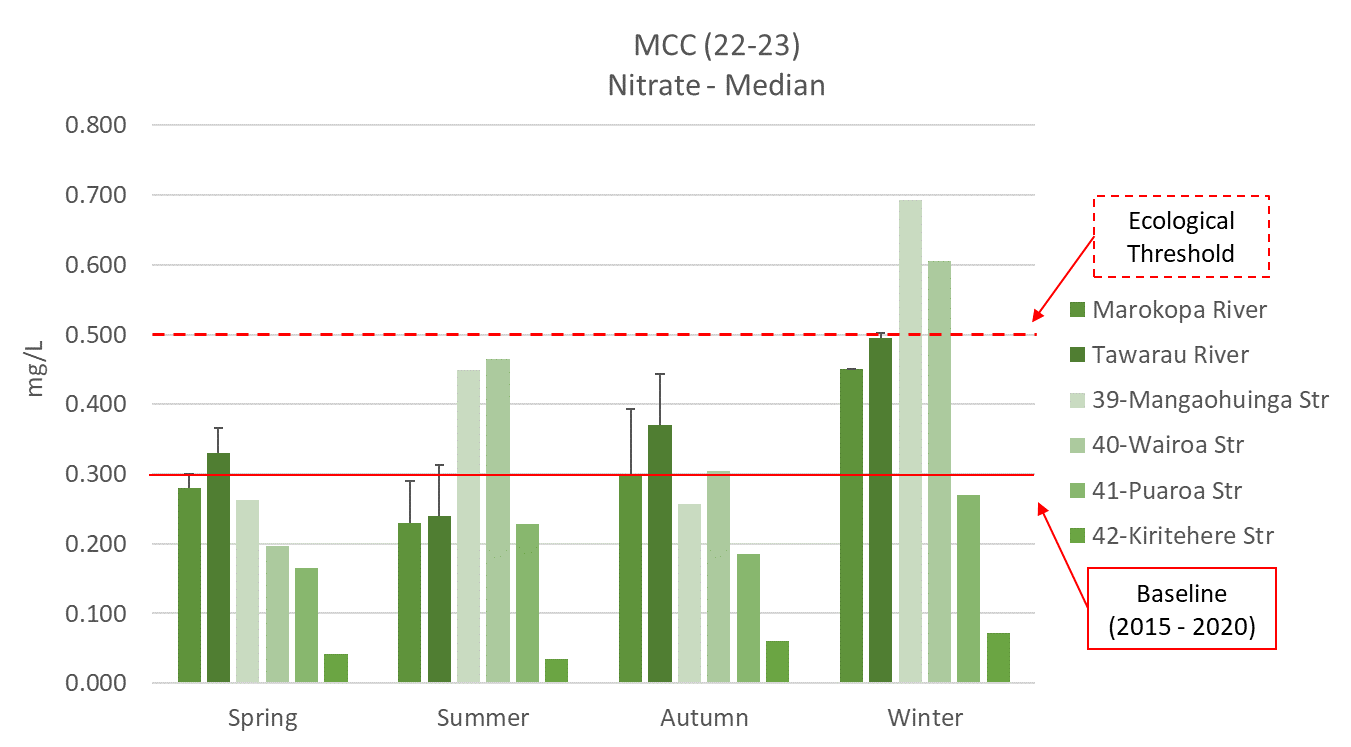 MCC (22-23)
Nitrate - Median
0.800
0.700
0.600
0.500
0.400
0.300
0.200
0.100
0.000
mg/L
Spring
Summer
Autumn
Winter
Ecological
Threshold
Marokopa River
Tawarau River
39-Mangaohuinga Str
40-Wairoa Str
41-Puaroa Str
42-Kiritehere Str
Baseline
(2015 - 2020)